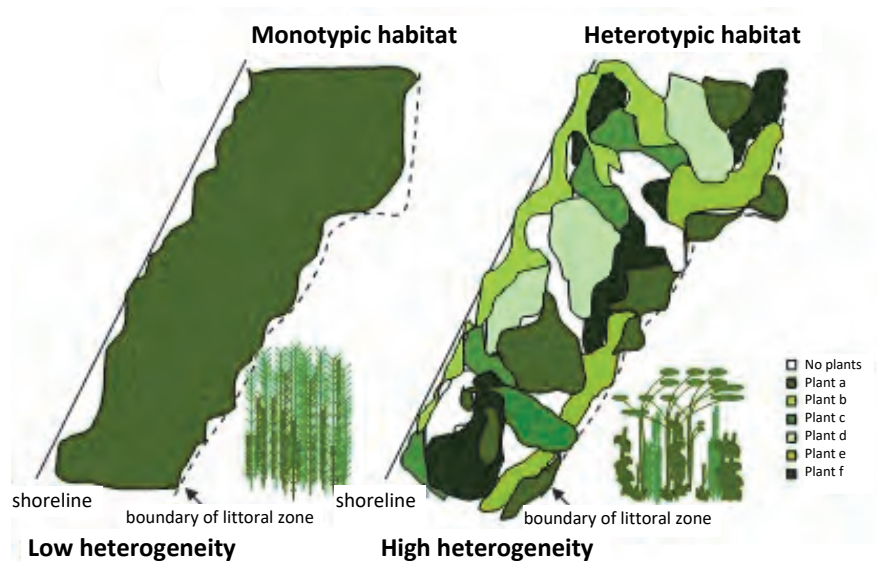 Monotypic habitat
Heterotypic habitat
No plants
Plant a
Plant b
Plant c
Plant d
Plant e
Plant f
shoreline
boundary of littoral zone
shoreline
boundary of littoral zone
Low heterogeneity
High heterogeneity